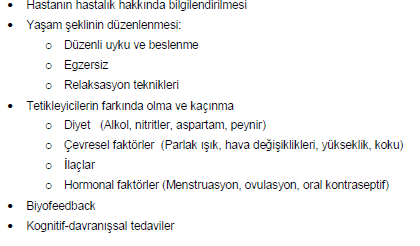 • Hastanın hastalık hakkında bilgilendirilmesi
• Yaşam şeklinin düzenlenmesi:
o Düzenli uyku ve beslenme
o Egzersiz
o Relaksasyon teknikleri
• Tetikleyicilerin farkında olma ve kaçınma
o Diyet (Alkol, nitritler, aspartam, peynir)
o Çevresel faktörler (Parlak ışık, hava değişiklikleri, yükseklik, koku)
o İlaçlar
o Hormonal faktörler (Menstruasyon, ovulasyon, oral kontraseptif)
• Biyofeedback
• Kognitif-davranışsal tedaviler